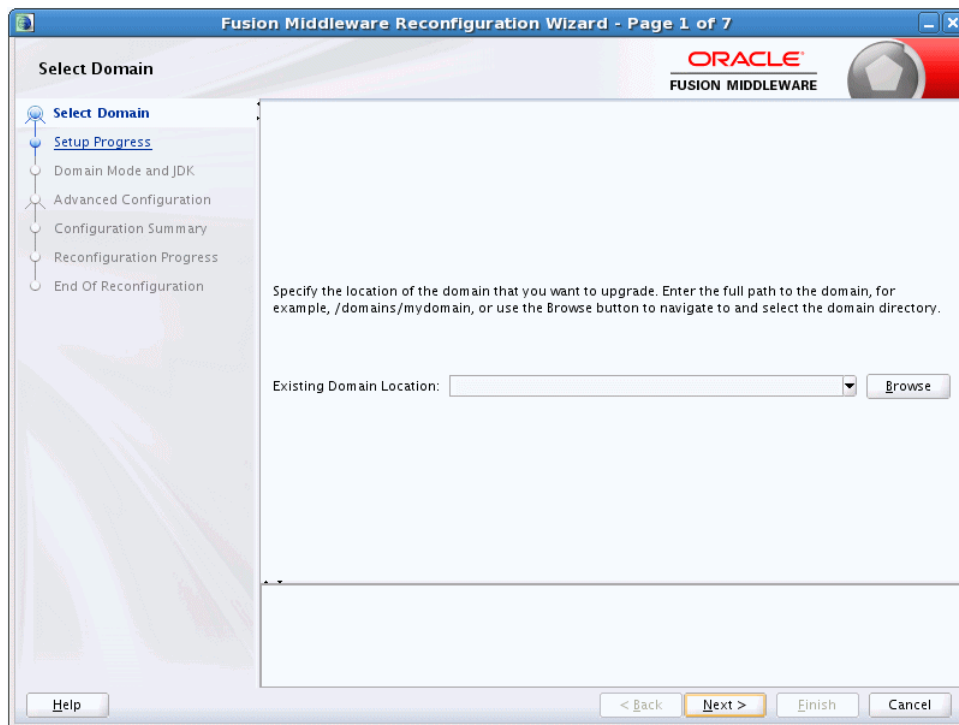 Fusion Middleware Reconfiguration Wizard - Page 1 of 7
Select Domain
ORACLE
FUSION MIDDLEWARE
Select Domain
Setup Progress
Domain Mode and JDK
Advanced Configuration
Configuration Summary
Reconfiguration Progress
End Of Reconfiguration
Specify the location of the domain that you want to upgrade. Enter the full path to the domain, for
example, /domains/mydomain, or use the Browse button to navigate to and select the domain directory.
Existing Domain Location: Browse
Help < Back Next > Finish Cancel